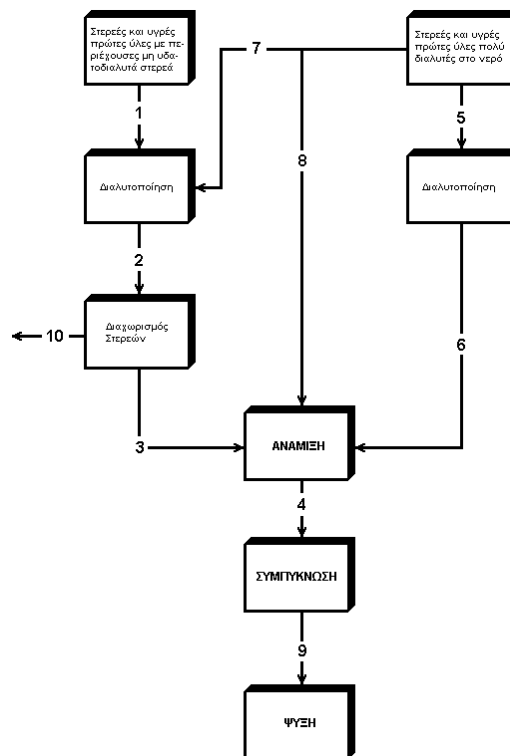 Στερεές και υγρές
πρώτες ύλες με πε-
ριέχουσες μη υδα-
τοδιαλυτά στερεά
7
Στερεές και υγρές
πρώτες ύλες πολύ
διαλυτές στο νερό
1
5
8
Διαλυτοποίηση
Διαλυτοποίηση
2
10
Διαχωρισμός
Στερεών
6
3
ΑΝΑΜΙΞΗ
4
ΣΥΜΠΥΚΝΩΣΗ
9
ΨΥΞΗ